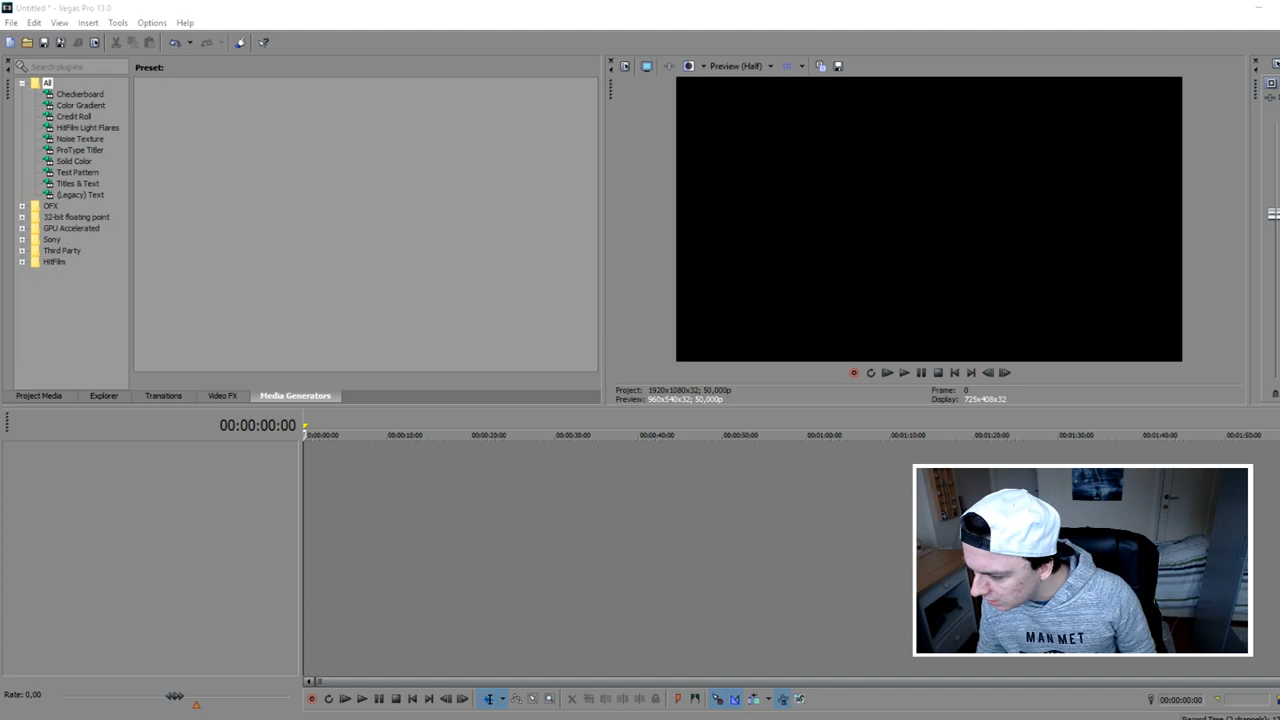 Untitled * - Vegas Pro 13.0
File Edit View Insert Tools Options Help
Search plug-ins
Preset:
Preview (Half)
All
Checkerboard
Color Gradient
Credit Roll
HitFilm Light Flares
Noise Texture
ProType Titler
Solid Color
Test Pattern
Titles & Text
(Legacy) Text
OFX
32-bit floating point
GPU Accelerated
Sony
Third Party
HitFilm
Project: 1920x1080x32; 50,000p
Frame: 0
Preview: 960x540x32; 50,000p
Display: 725x408x32
Project Media Explorer Transitions Video FX Media Generators
00:00:00:00
00:00:00:00 00:00:10:00 00:00:20:00 00:00:30:00 00:00:40:00 00:00:50:00 00:01:00:00 00:01:10:00 00:01:20:00 00:01:30:00 00:01:40:00 00:01:50:00
MAN MET
Rate: 0,00
00:00:00:00